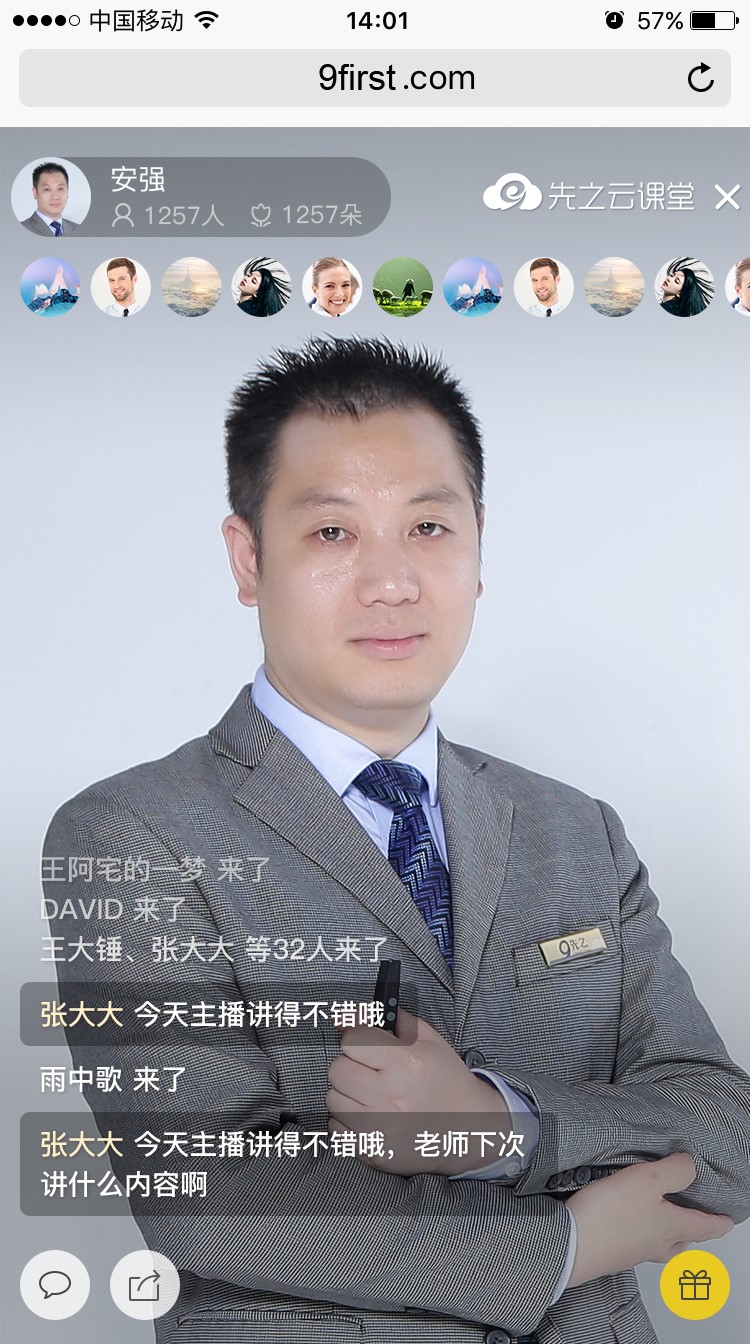 中国移动 14:01 57%
9first.com
安强
1257人 1257朵
先之云课堂
王阿宅的一梦 来了
DAVID 来了
王大锤、张大大 等32人来了
9先之
张大大 今天主播讲得不错哦
雨中歌 来了
张大大 今天主播讲得不错哦，老师下次
讲什么内容啊